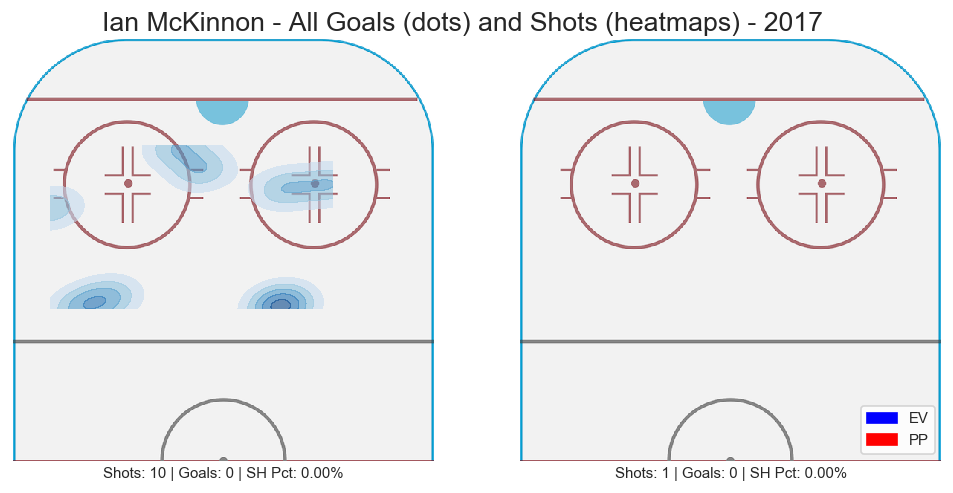 Ian McKinnon - All Goals (dots) and Shots (heatmaps) - 2017
EV
PP
Shots: 10 | Goals: 0 | SH Pct: 0.00%
Shots: 1 | Goals: 0 | SH Pct: 0.00%